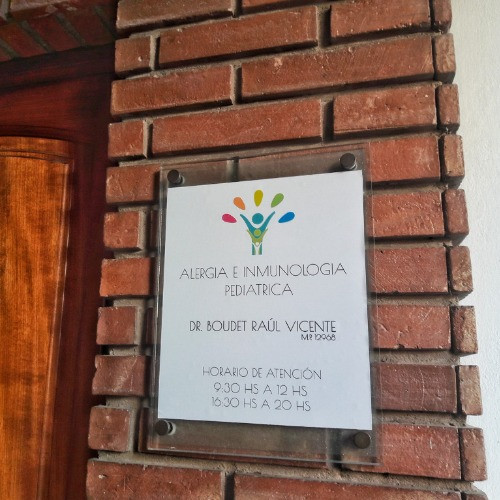 ALERGIA E INMUNOLOGIA
PEDIATRICA
DR. BOUDET RAÚL VICENTE
M.P. 12968
HORARIO DE ATENCIÓN
9.30 HS A 12 HS
16.30 HS A 20 HS